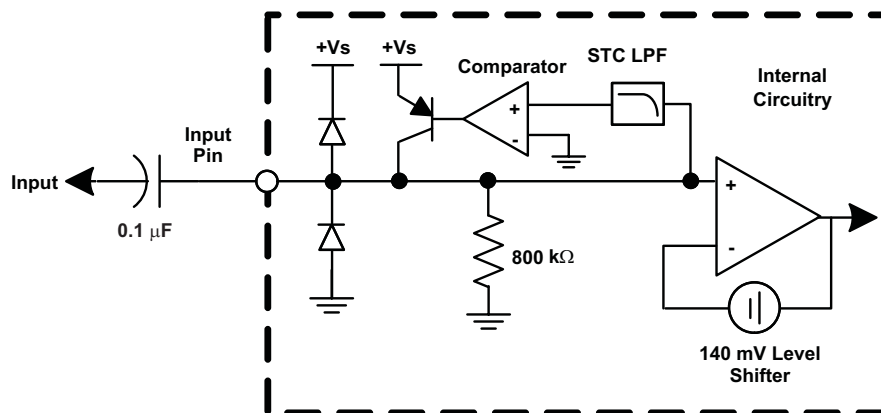 +Vs
+Vs
Comparator
STC LPF
Internal
Circuitry
+
-
Input
Pin
Input
0.1 μF
+
-
800 kΩ
140 mV Level
Shifter